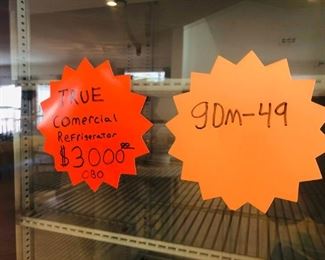 TRUE
Comercial
Refrigerator
$3000.00
OBO
GDM-49